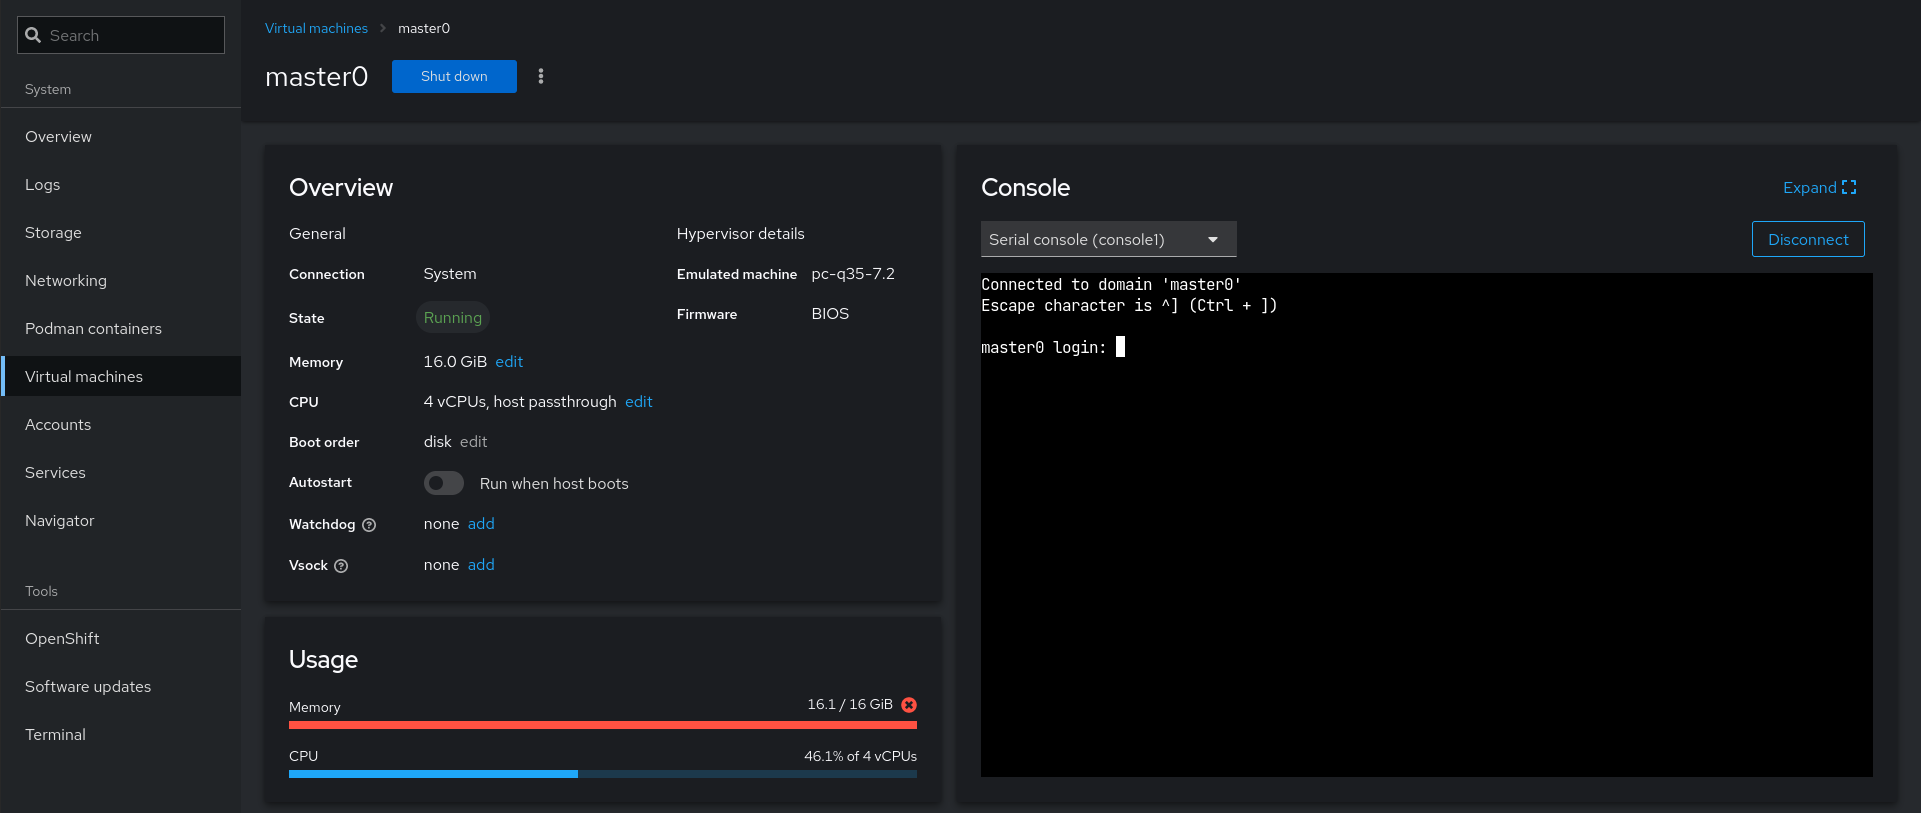 Search
System
Overview
Logs
Storage
Networking
Podman containers
Virtual machines
Accounts
Services
Navigator
Tools
OpenShift
Software updates
Terminal
Virtual machines > master0
master0 Shut down
Overview
General
Connection System
State Running
Memory 16.0 GiB edit
CPU 4 vCPUs, host passthrough edit
Boot order disk edit
Autostart Run when host boots
Watchdog none add
Vsock none add
Hypervisor details
Emulated machine pc-q35-7.2
Firmware BIOS
Usage
Memory 16.1 / 16 GiB
CPU 46.1% of 4 vCPUs
Console Expand
Serial console (console1) Disconnect
Connected to domain 'master0'
Escape character is ^] (Ctrl + ])
master0 login: